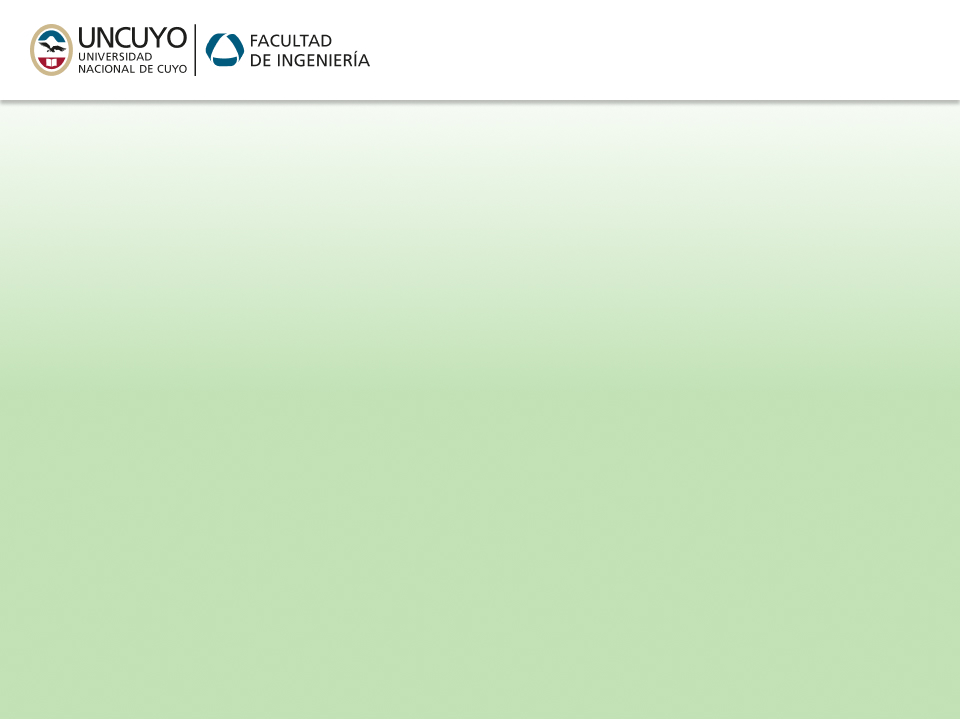 UNCUYO
UNIVERSIDAD
NACIONAL DE CUYO
FACULTAD
DE INGENIERÍA